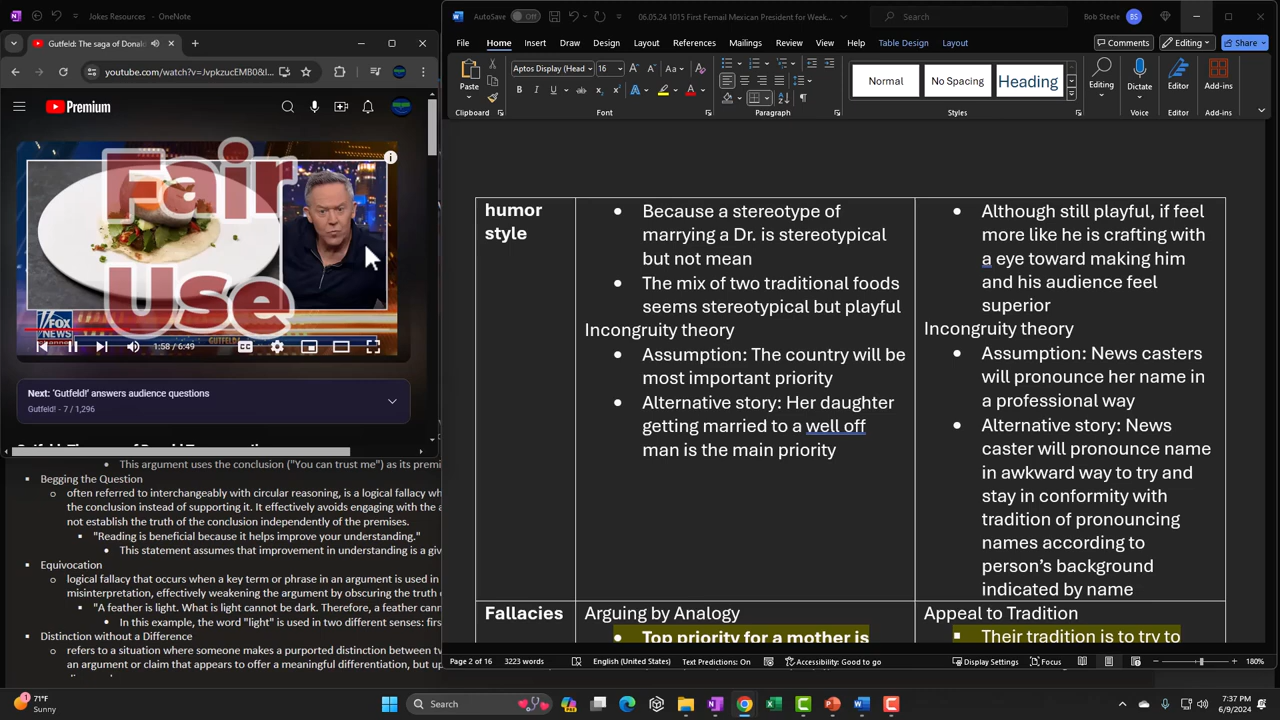 Jokes Resources - OneNote
Gutfeld: The saga of Donald
youtube.com/watch?v=JvpkzucEMB0&l...
Premium
Fair
Use
FOX
NEWS
GUTFELD!
1:58 / 6:49
Next: 'Gutfeld!' answers audience questions
Gutfeld! - 7 / 1,296
This argument uses the conclusion ("You can trust me") as its premi
Begging the Question
often referred to interchangeably with circular reasoning, is a logical fallacy wh
the conclusion instead of supporting it. It effectively avoids engaging with the a
not establish the truth of the conclusion independently of the premises.
"Reading is beneficial because it helps improve your understanding."
This statement assumes that improvement in understanding is a giv
Equivocation
logical fallacy that occurs when a key term or phrase in an argument is used in
misinterpretation, effectively weakening the argument by obscuring the truth o
"A feather is light. What is light cannot be dark. Therefore, a feather cann
In this example, the word "light" is used in two different senses: first
Distinction without a Difference
refers to a situation where someone makes a purported distinction between tw
an argument or claim that appears to offer a meaningful differentiation, but up
AutoSave Off
06.05.24 1015 First Femail Mexican President for Week...
Search
Bob Steele BS
File Home Insert Draw Design Layout References Mailings Review View Help Table Design Layout
Comments Editing Share
Paste
Aptos Display (Head 16
Normal No Spacing Heading
Editing Dictate Editor Add-ins
Clipboard Font Paragraph Styles Voice Editor Add-ins
humor
style
Because a stereotype of
marrying a Dr. is stereotypical
but not mean
The mix of two traditional foods
seems stereotypical but playful
Incongruity theory
Assumption: The country will be
most important priority
Alternative story: Her daughter
getting married to a well off
man is the main priority
Although still playful, if feel
more like he is crafting with
a eye toward making him
and his audience feel
superior
Incongruity theory
Assumption: News casters
will pronounce her name in
a professional way
Alternative story: News
caster will pronounce name
in awkward way to try and
stay in conformity with
tradition of pronouncing
names according to
person's background
indicated by name
Fallacies
Arguing by Analogy
Top priority for a mother is
Appeal to Tradition
Their tradition is to try to
Page 2 of 16 3223 words English (United States) Text Predictions: On Accessibility: Good to go Display Settings Focus 180%
71°F
Sunny
Search
7:37 PM
6/9/2024